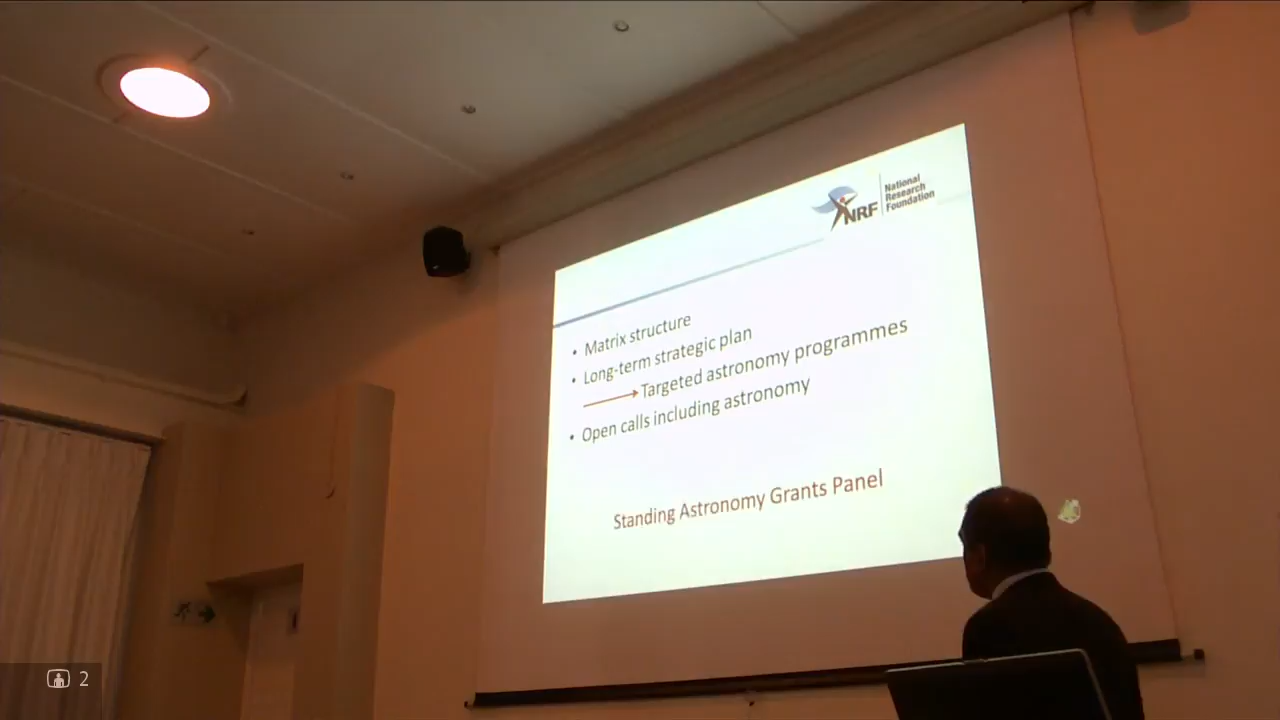 NRF
National
Research
Foundation
• Matrix structure
• Long-term strategic plan
Targeted astronomy programmes
• Open calls including astronomy
Standing Astronomy Grants Panel
2